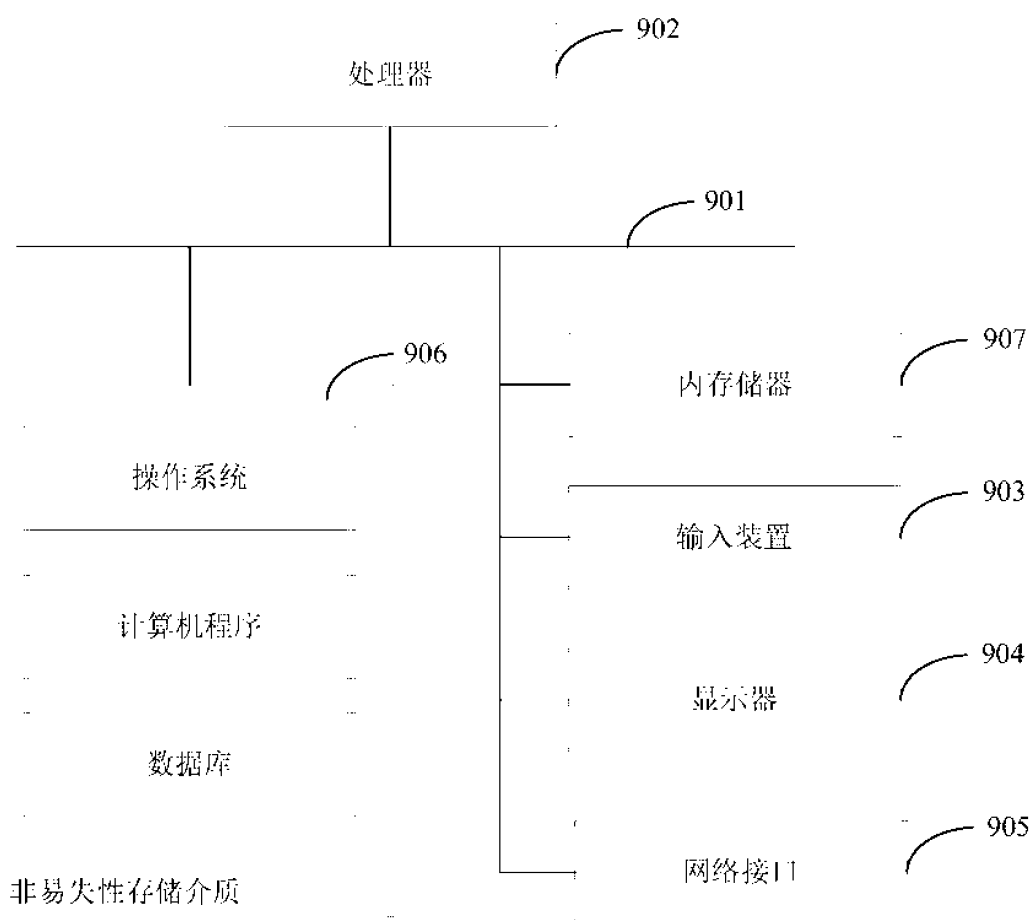 处理器
902
901
906
907
内存储器
操作系统
903
输入装置
计算机程序
904
显示器
数据库
905
网络接口
非易失性存储介质